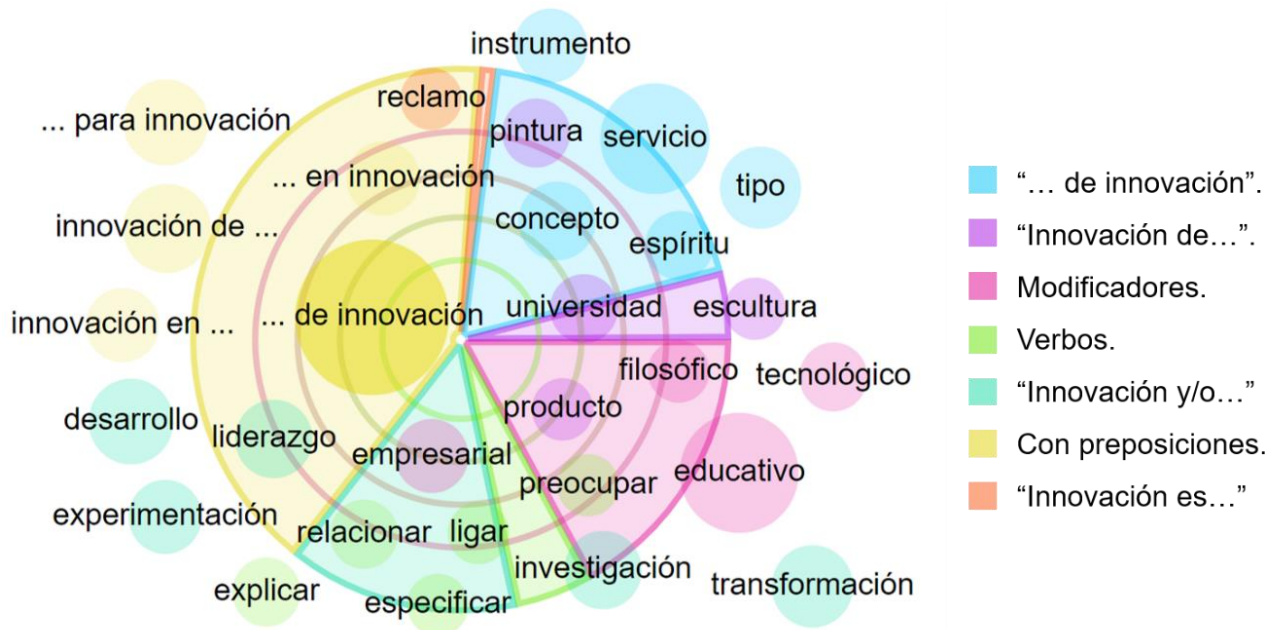 instrumento
reclamo
... para innovación
pintura
servicio
... en innovación
tipo
concepto
innovación de ...
espíritu
universidad
escultura
innovación en ...
... de innovación
filosófico
tecnológico
producto
desarrollo
liderazgo
empresarial
educativo
preocupar
experimentación
relacionar
ligar
investigación
transformación
explicar
especificar
“... de innovación”.
“Innovación de...”.
Modificadores.
Verbos.
“Innovación y/o...”
Con preposiciones.
“Innovación es...”